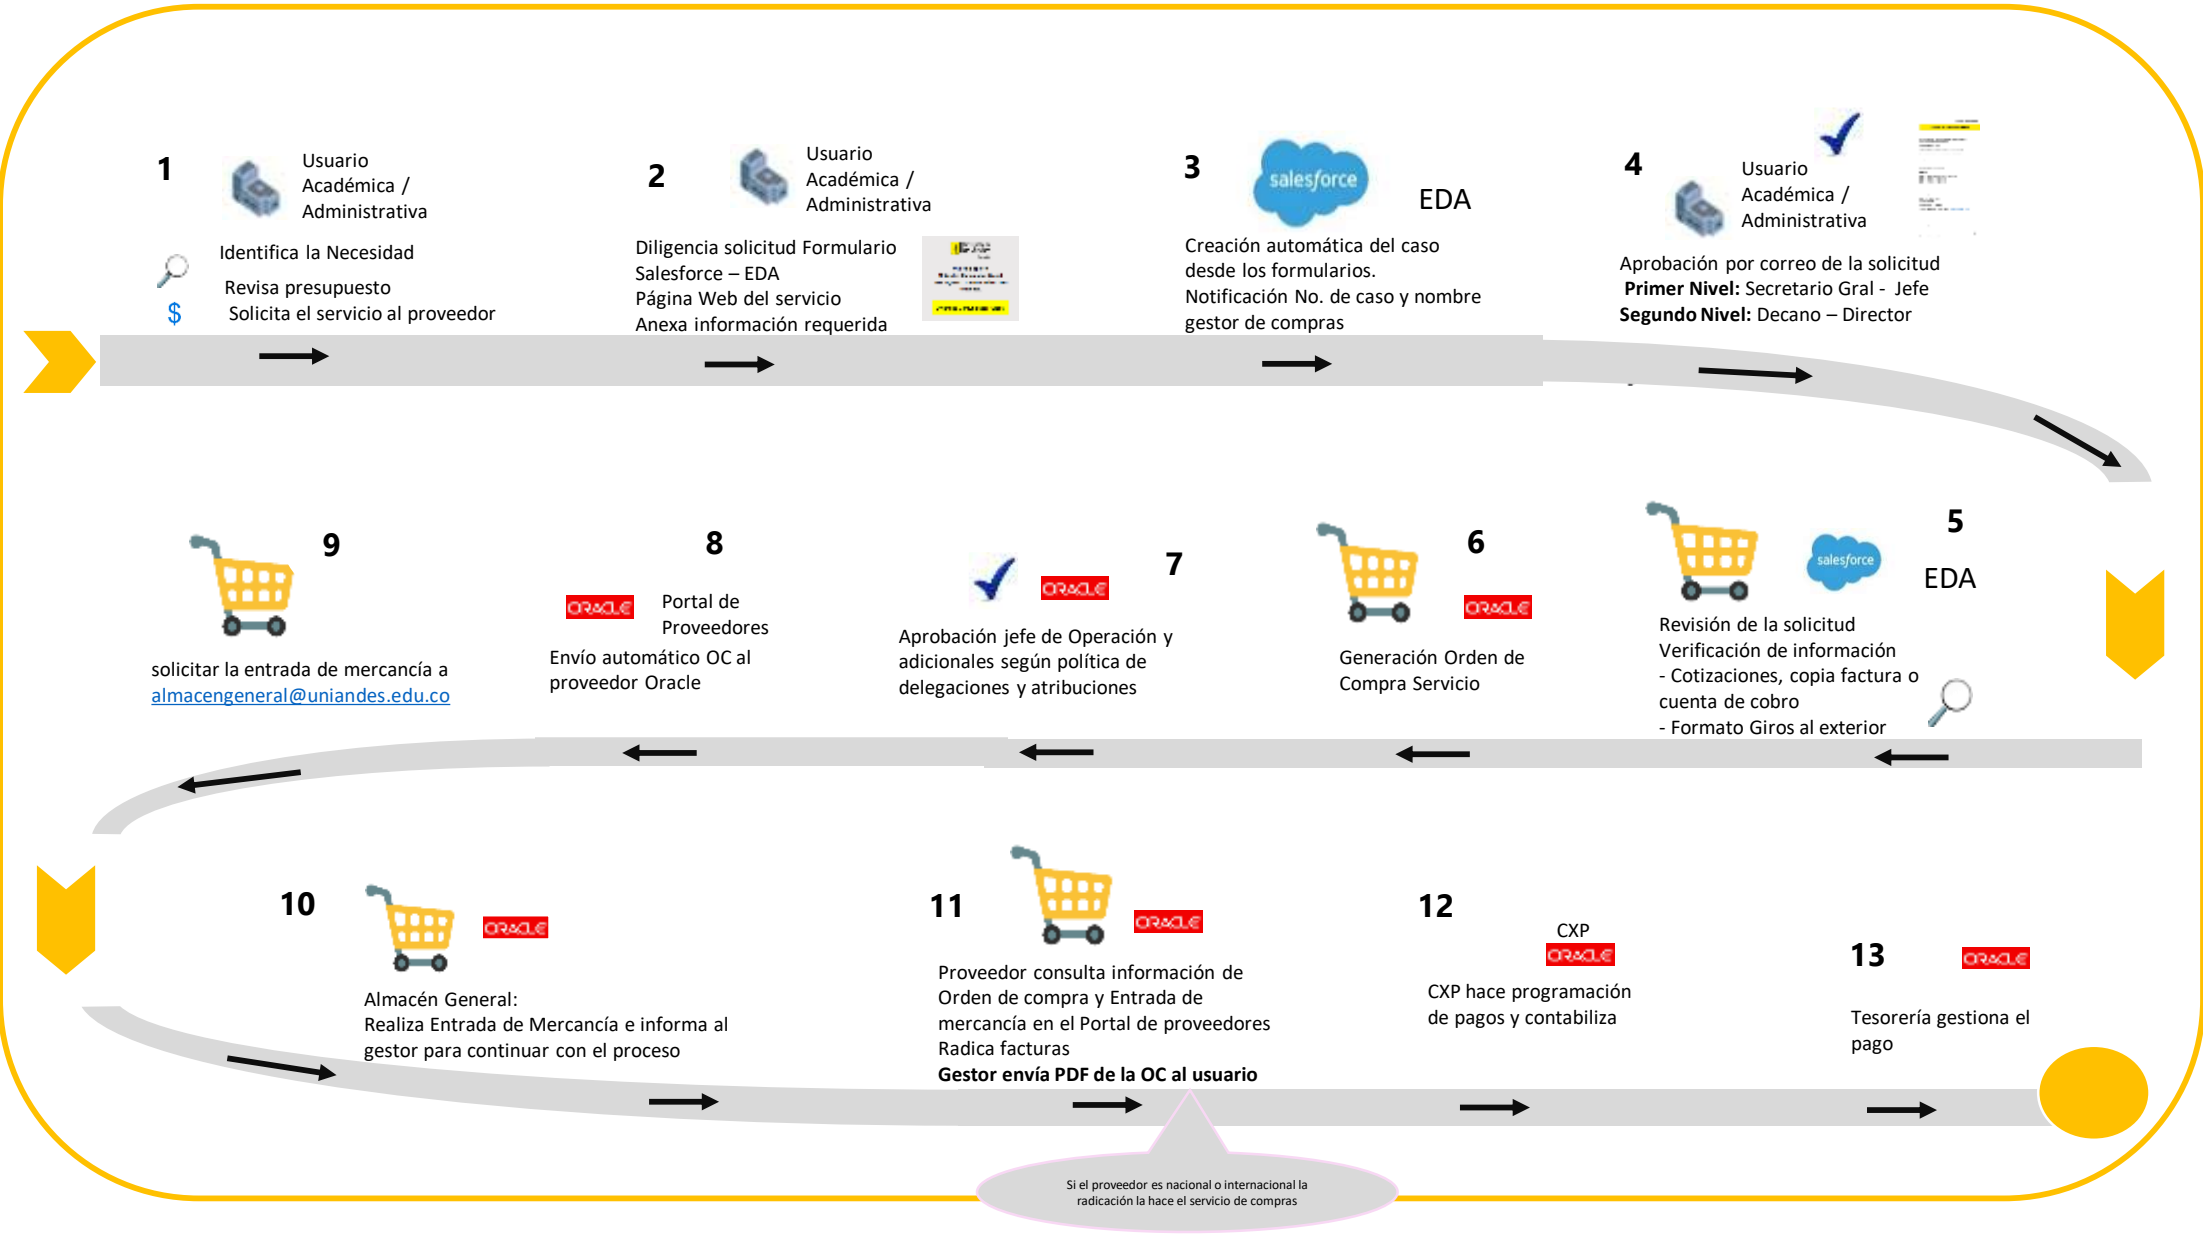 1
Usuario
Académica /
Administrativa
Identifica la Necesidad
Revisa presupuesto
$
Solicita el servicio al proveedor
2
Usuario
Académica /
Administrativa
Diligencia solicitud Formulario
Salesforce – EDA
Página Web del servicio
Anexa información requerida
3
salesforce
EDA
Creación automática del caso
desde los formularios.
Notificación No. de caso y nombre
gestor de compras
4
Usuario
Académica /
Administrativa
Aprobación por correo de la solicitud
Primer Nivel: Secretario Gral - Jefe
Segundo Nivel: Decano – Director
5
salesforce
EDA
Revisión de la solicitud
Verificación de información
- Cotizaciones, copia factura o
cuenta de cobro
- Formato Giros al exterior
6
ORACLE
Generación Orden de
Compra Servicio
7
ORACLE
Aprobación jefe de Operación y
adicionales según política de
delegaciones y atribuciones
8
ORACLE
Portal de
Proveedores
Envío automático OC al
proveedor Oracle
9
solicitar la entrada de mercancía a
almacengeneral@uniandes.edu.co
10
ORACLE
Almacén General:
Realiza Entrada de Mercancía e informa al
gestor para continuar con el proceso
11
ORACLE
Proveedor consulta información de
Orden de compra y Entrada de
mercancía en el Portal de proveedores
Radica facturas
Gestor envía PDF de la OC al usuario
12
CXP
ORACLE
CXP hace programación
de pagos y contabiliza
13
ORACLE
Tesorería gestiona el
pago
Si el proveedor es nacional o internacional la
radicación la hace el servicio de compras